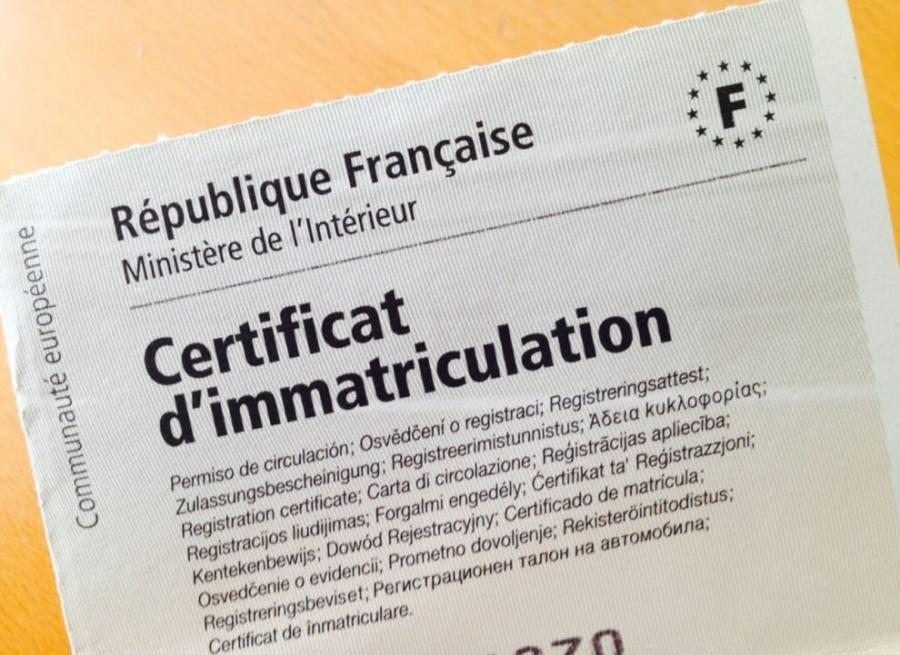 F
République Française
Ministère de l'Intérieur
Communauté européenne
Certificat
d'immatriculation
Permiso de circulación; Osvědčení o registraci; Registreringsattest;
Zulassungsbescheinigung; Registreerimistunnistus; Άδεια κυκλοφορίας;
Registration certificate; Carta di circolazione; Reģistrācijas apliecība;
Registracijos liudijimas; Forgalmi engedély; Ċertifikat ta' Reġistrazzjoni;
Kentekenbewijs; Dowód Rejestracyjny; Certificado de matrícula;
Osvedčenie o evidencii; Prometno dovoljenje; Rekisteröintitodistus;
Registreringsbeviset; Регистрационен талон на автомобила;
Certificat de înmatriculare.